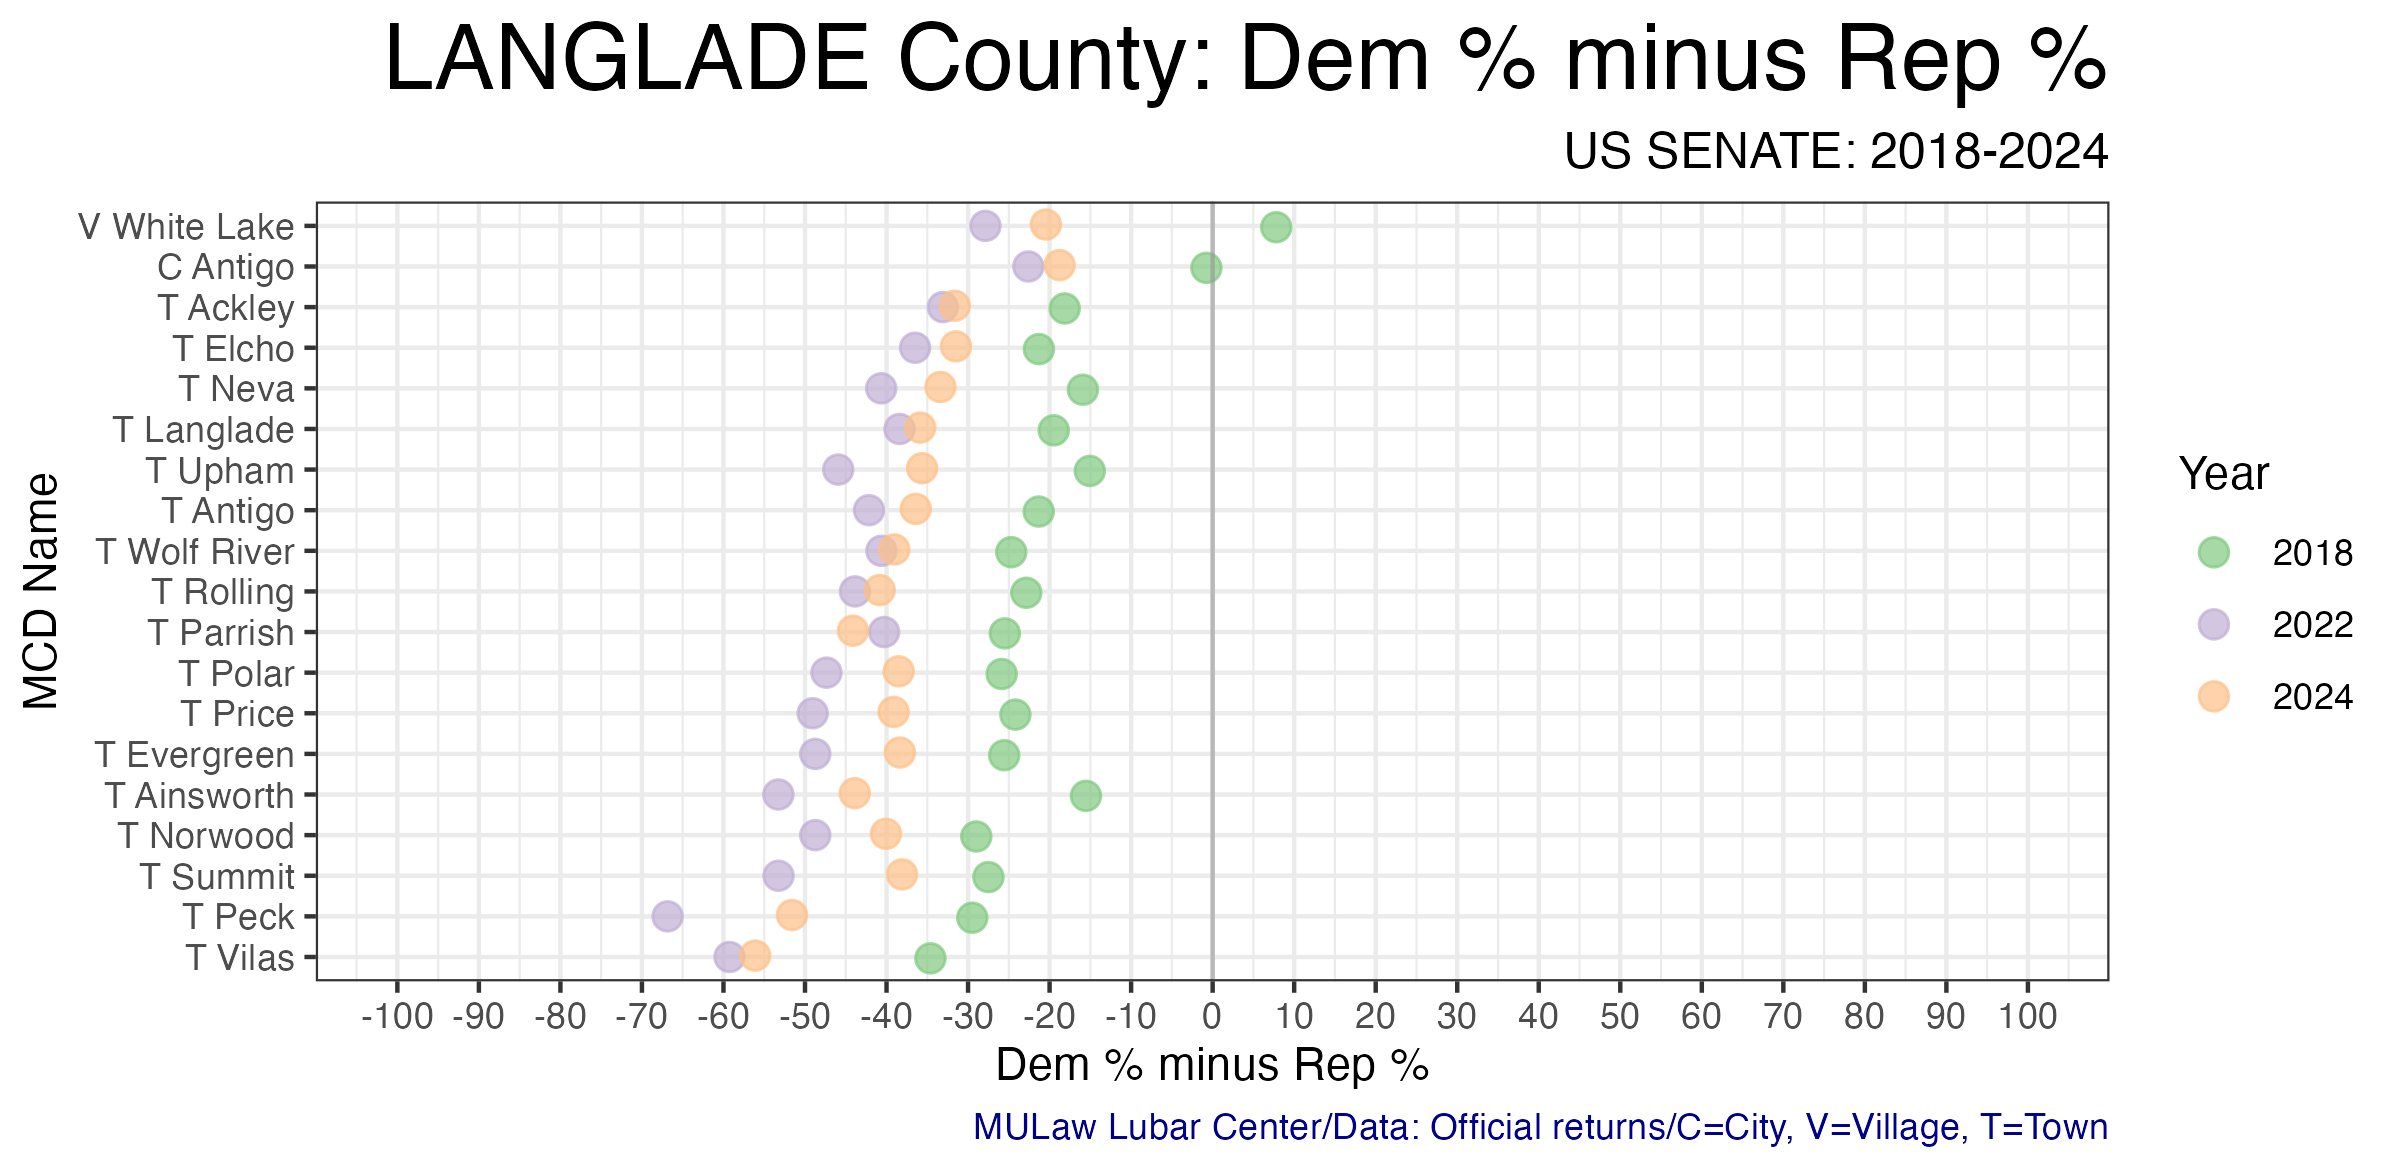 LANGLADE County: Dem % minus Rep %
US SENATE: 2018-2024
MCD Name
V White Lake
C Antigo
T Ackley
T Elcho
T Neva
T Langlade
T Upham
T Antigo
T Wolf River
T Rolling
T Parrish
T Polar
T Price
T Evergreen
T Ainsworth
T Norwood
T Summit
T Peck
T Vilas
-100 -90 -80 -70 -60 -50 -40 -30 -20 -10 0 10 20 30 40 50 60 70 80 90 100
Dem % minus Rep %
Year
2018
2022
2024
MULaw Lubar Center/Data: Official returns/C=City, V=Village, T=Town